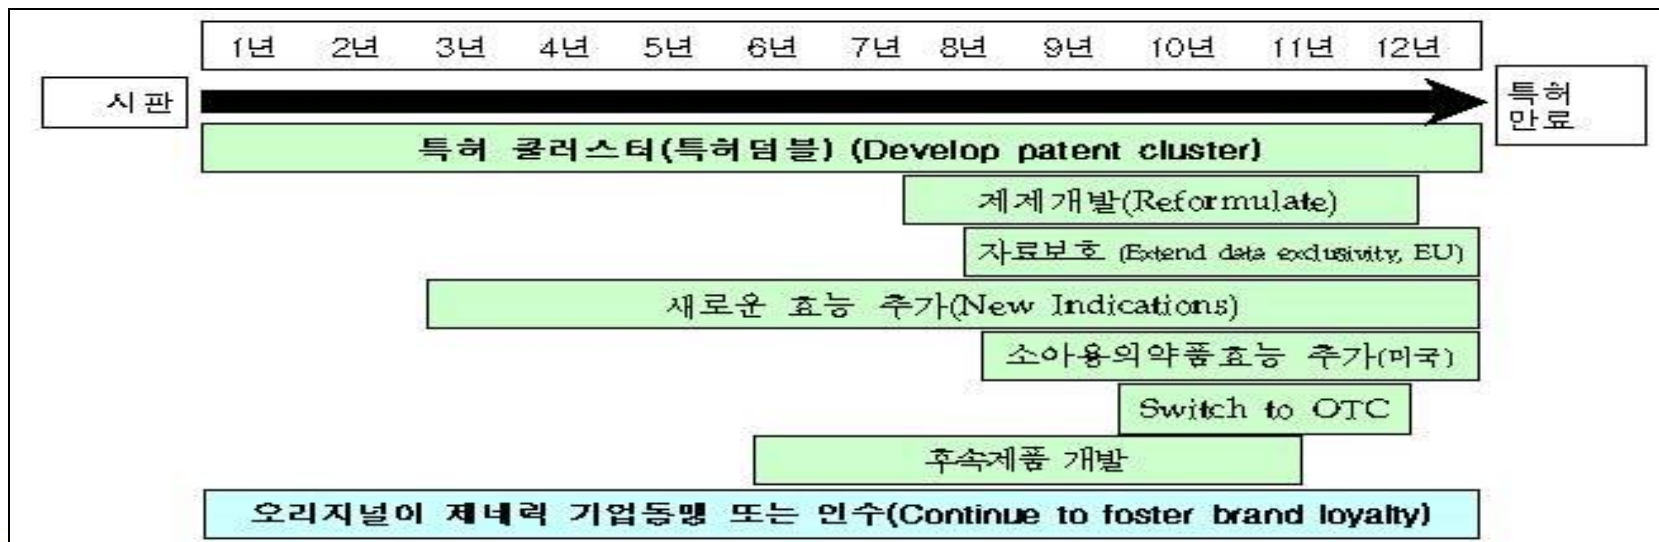 1년 2년 3년 4년 5년 6년 7년 8년 9년 10년 11년 12년
시판
특허
만료
특허 클러스터(특허덤블) (Develop patent cluster)
제제개발(Reformulate)
자료보호 (Extend data exclusivity, EU)
새로운 효능 추가(New Indications)
소아용의약품효능 추가(미국)
Switch to OTC
후속제품 개발
오리지널이 제네릭 기업동맹 또는 인수(Continue to foster brand loyalty)